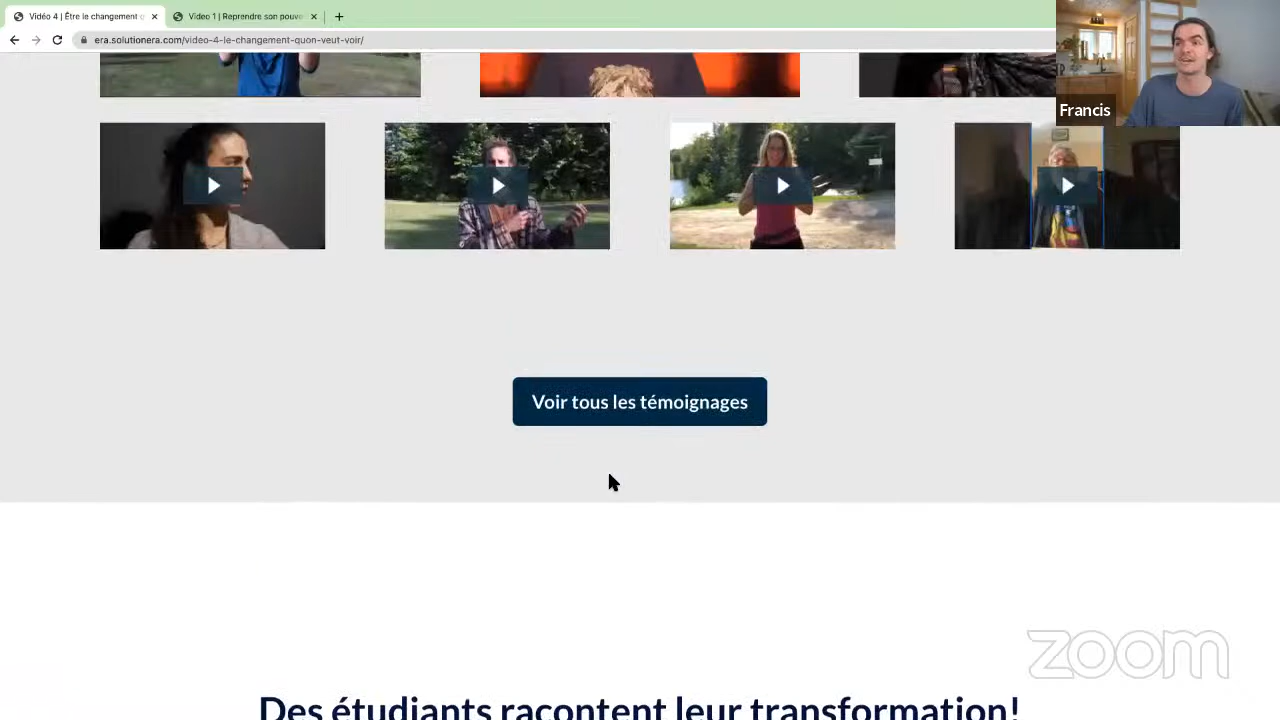 Vidéo 4 | Être le changement q
Video 1 | Reprendre son pouvo
era.solutionera.com/video-4-le-changement-quon-veut-voir/
Francis
Voir tous les témoignages
zoom
Des étudiants racontent leur transformation!